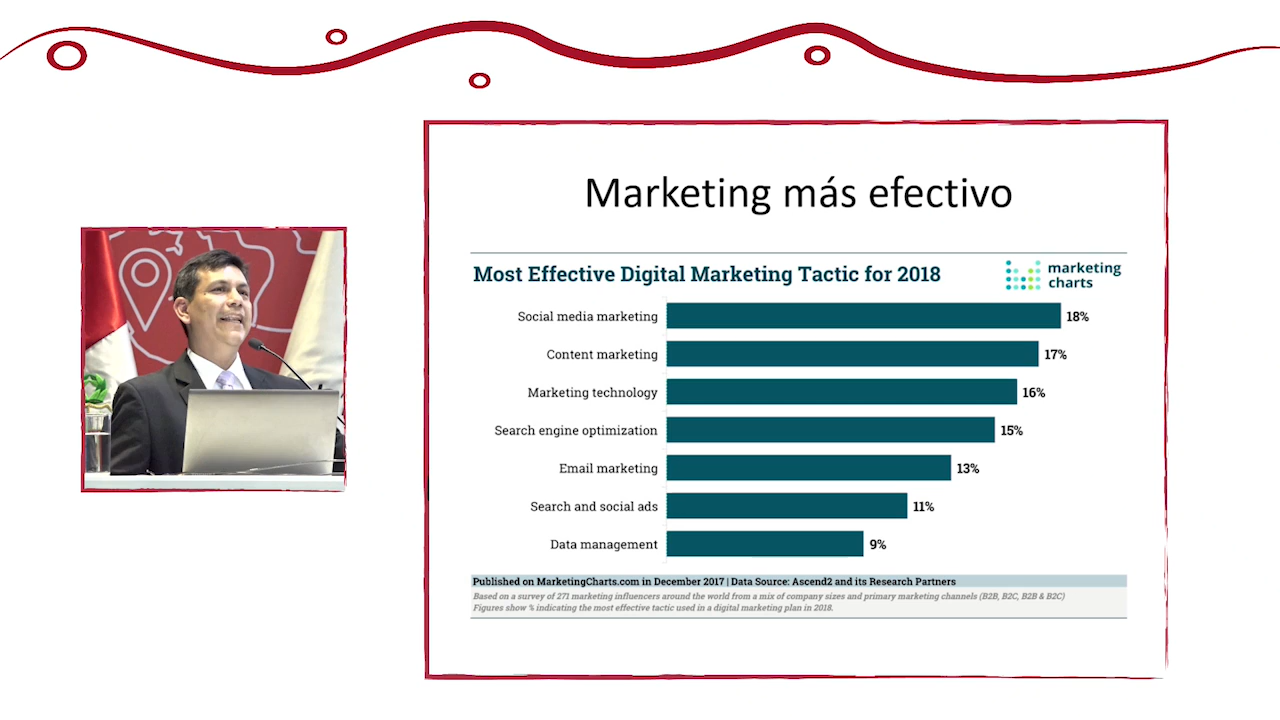 Marketing más efectivo
Most Effective Digital Marketing Tactic for 2018
marketing
charts
Social media marketing 18%
Content marketing 17%
Marketing technology 16%
Search engine optimization 15%
Email marketing 13%
Search and social ads 11%
Data management 9%
Published on MarketingCharts.com in December 2017 | Data Source: Ascend2 and its Research Partners
Based on a survey of 271 marketing influencers around the world from a mix of company sizes and primary marketing channels (B2B, B2C, B2B & B2C)
Figures show % indicating the most effective tactic used in a digital marketing plan in 2018.